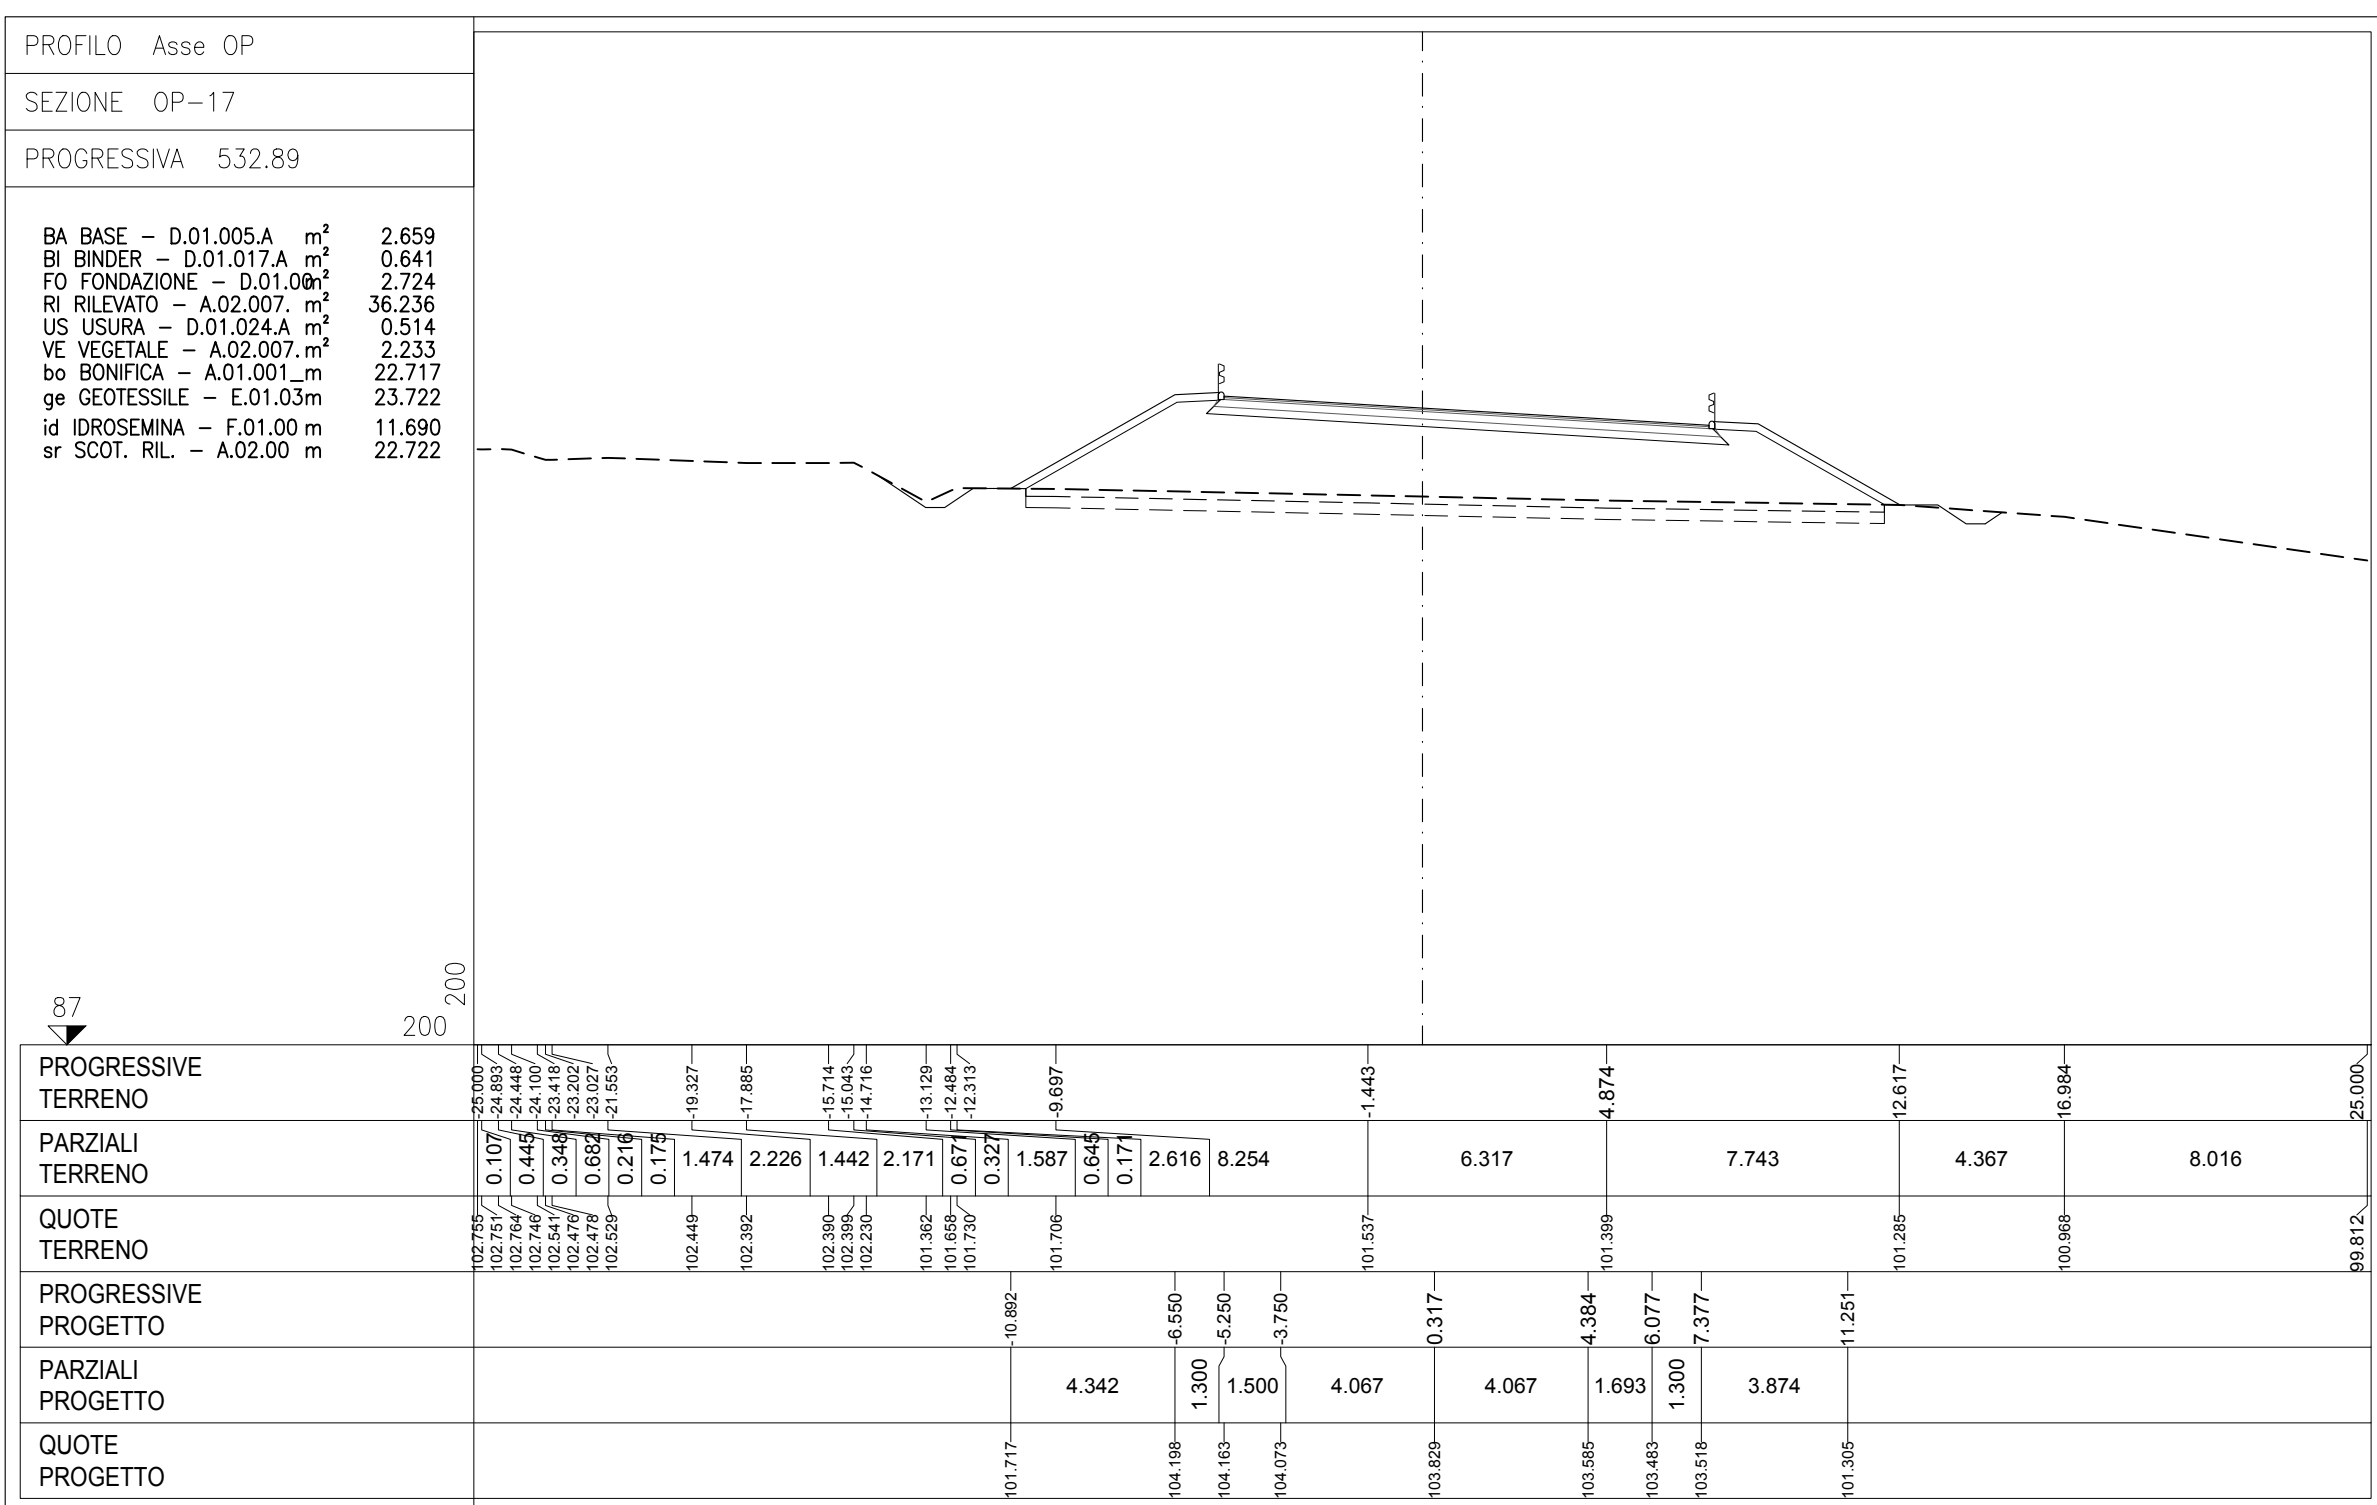 PROFILO Asse OP
SEZIONE OP-17
PROGRESSIVA 532.89
BA BASE - D.01.005.A m² 2.659
BI BINDER - D.01.017.A m² 0.641
FO FONDAZIONE - D.01.00 m² 2.724
RI RILEVATO - A.02.007. m² 36.236
US USURA - D.01.024.A m² 0.514
VE VEGETALE - A.02.007. m² 2.233
bo BONIFICA - A.01.001_ m 22.717
ge GEOTESSILE - E.01.03 m 23.722
id IDROSEMINA - F.01.00 m 11.690
sr SCOT. RIL. - A.02.00 m 22.722
200
87
200
PROGRESSIVE
TERRENO
-25.000 -24.893 -24.448 -24.100 -23.418 -23.202 -23.027 -21.553 -19.327 -17.885 -15.714 -15.043 -14.716 -13.129 -12.484 -12.313 -9.697 -1.443 4.874 12.617 16.984 25.000
PARZIALI
TERRENO
0.107 0.445 0.348 0.682 0.216 0.175 1.474 2.226 1.442 2.171 0.671 0.327 1.587 0.645 0.171 2.616 8.254 6.317 7.743 4.367 8.016
QUOTE
TERRENO
102.755 102.751 102.764 102.746 102.541 102.476 102.478 102.529 102.449 102.392 102.390 102.399 102.230 101.362 101.658 101.730 101.706 101.537 101.399 101.285 100.968 99.812
PROGRESSIVE
PROGETTO
-10.892 -6.550 -5.250 -3.750 0.317 4.384 6.077 7.377 11.251
PARZIALI
PROGETTO
4.342 1.300 1.500 4.067 4.067 1.693 1.300 3.874
QUOTE
PROGETTO
101.717 104.198 104.163 104.073 103.829 103.585 103.483 103.518 101.305